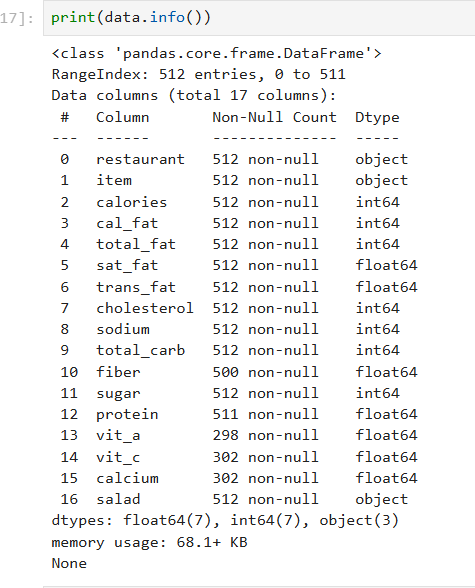 17]: print(data.info())
<class 'pandas.core.frame.DataFrame'>
RangeIndex: 512 entries, 0 to 511
Data columns (total 17 columns):
 #   Column       Non-Null Count  Dtype
---  ------       --------------  -----
 0   restaurant   512 non-null    object
 1   item         512 non-null    object
 2   calories     512 non-null    int64
 3   cal_fat      512 non-null    int64
 4   total_fat    512 non-null    int64
 5   sat_fat      512 non-null    float64
 6   trans_fat    512 non-null    float64
 7   cholesterol  512 non-null    int64
 8   sodium       512 non-null    int64
 9   total_carb   512 non-null    int64
 10  fiber        500 non-null    float64
 11  sugar        512 non-null    int64
 12  protein      511 non-null    float64
 13  vit_a        298 non-null    float64
 14  vit_c        302 non-null    float64
 15  calcium      302 non-null    float64
 16  salad        512 non-null    object
dtypes: float64(7), int64(7), object(3)
memory usage: 68.1+ KB
None